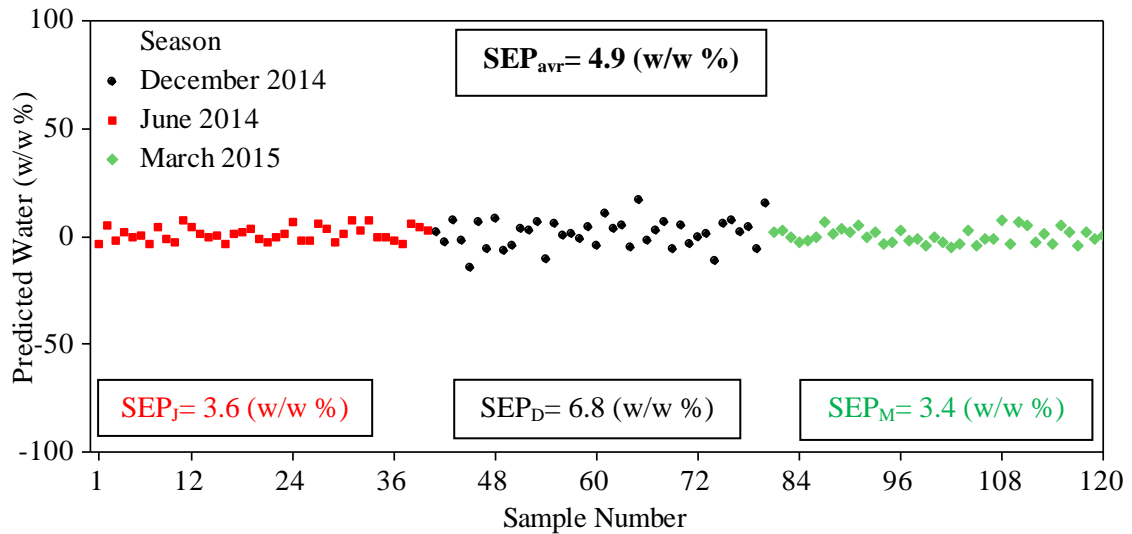 100
Season
SEPavr= 4.9 (w/w %)
December 2014
June 2014
50
March 2015
Predicted Water (w/w %)
0
-50
SEPJ= 3.6 (w/w %)
SEPD= 6.8 (w/w %)
SEPM= 3.4 (w/w %)
-100
1 12 24 36 48 60 72 84 96 108 120
Sample Number